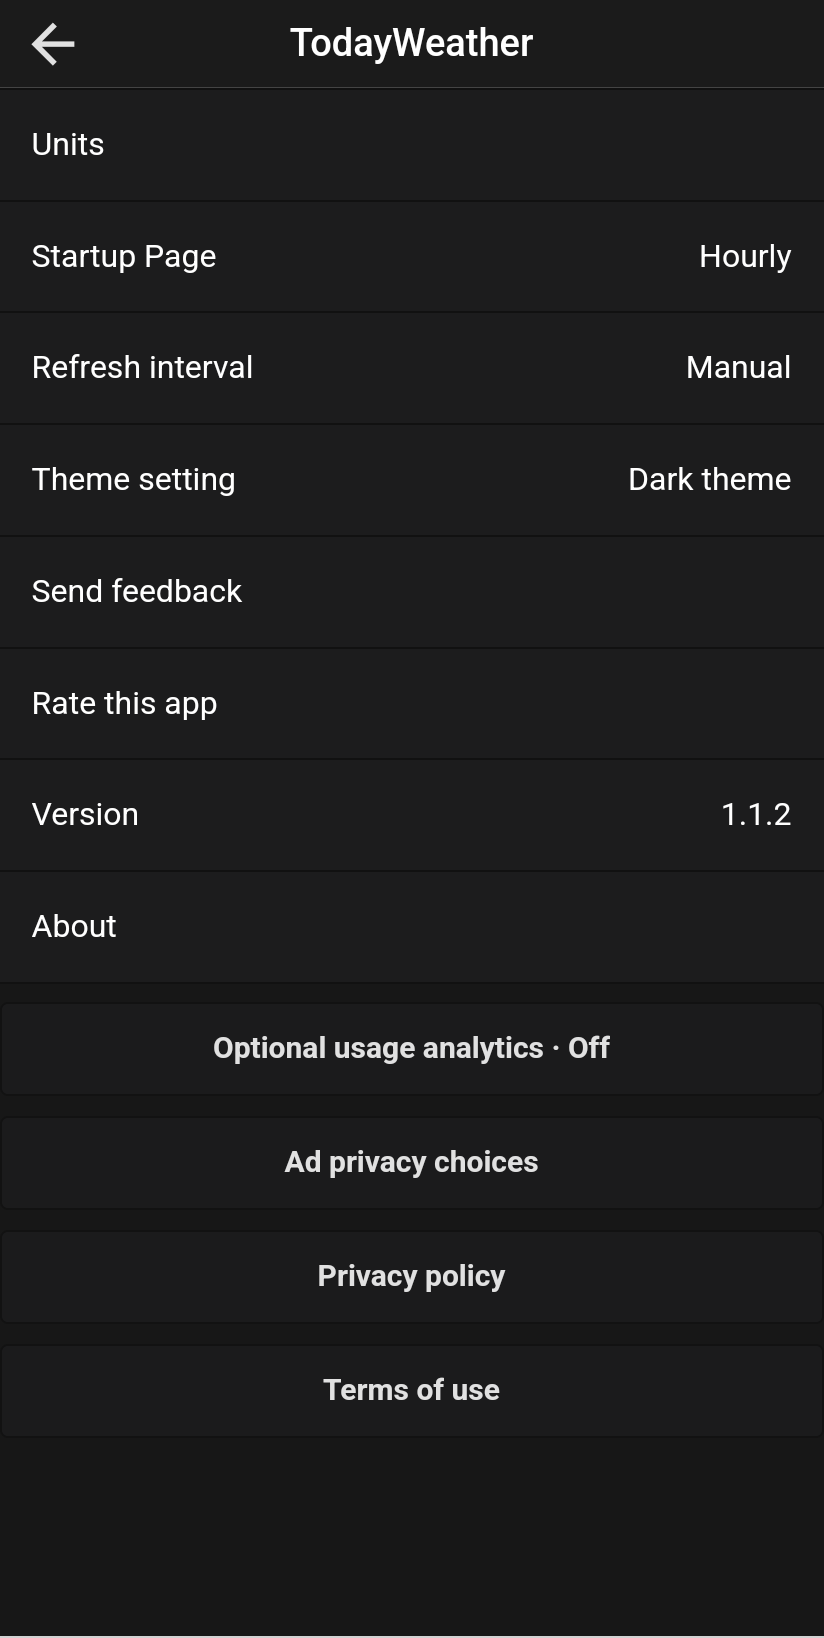 TodayWeather
Units
Startup Page Hourly
Refresh interval Manual
Theme setting Dark theme
Send feedback
Rate this app
Version 1.1.2
About
Optional usage analytics · Off
Ad privacy choices
Privacy policy
Terms of use